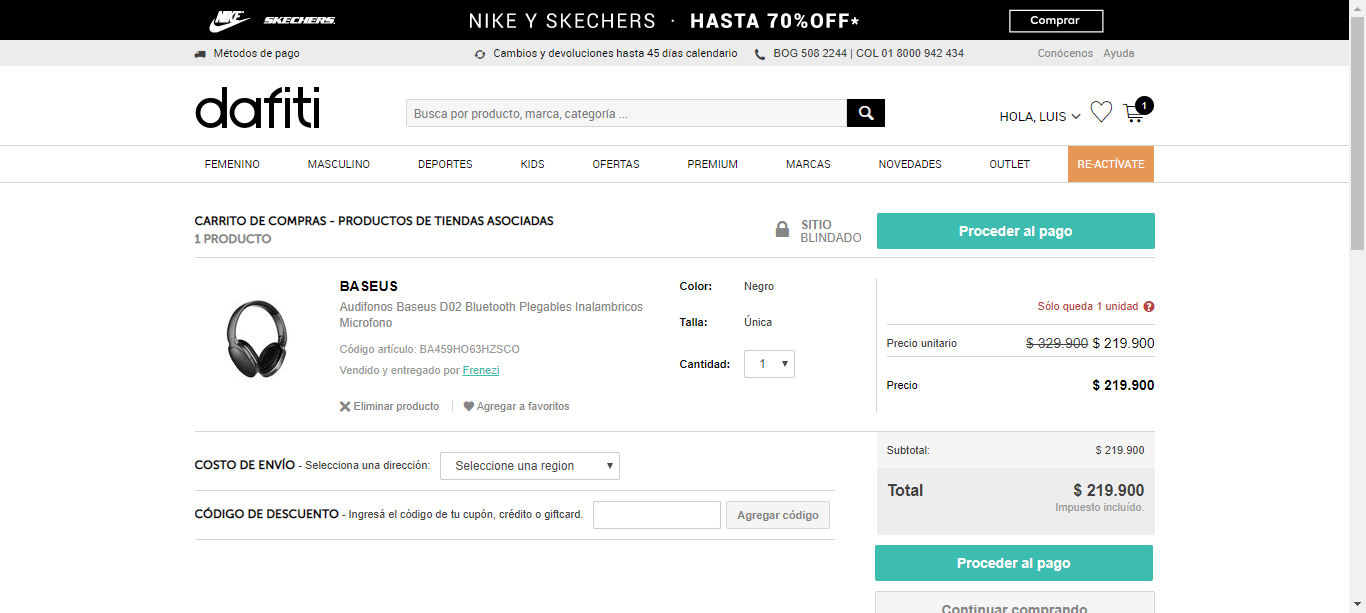 NIKE SKECHERS NIKE Y SKECHERS · HASTA 70%OFF* Comprar
Métodos de pago Cambios y devoluciones hasta 45 días calendario BOG 508 2244 | COL 01 8000 942 434 Conócenos Ayuda
dafiti Busca por producto, marca, categoría ... HOLA, LUIS 1
FEMENINO MASCULINO DEPORTES KIDS OFERTAS PREMIUM MARCAS NOVEDADES OUTLET RE-ACTÍVATE
CARRITO DE COMPRAS - PRODUCTOS DE TIENDAS ASOCIADAS
1 PRODUCTO
SITIO
BLINDADO
Proceder al pago
BASEUS
Audifonos Baseus D02 Bluetooth Plegables Inalambricos
Microfono
Código artículo: BA459HO63HZSCO
Vendido y entregado por Frenezi
Eliminar producto Agregar a favoritos
Color: Negro
Talla: Única
Cantidad: 1
Sólo queda 1 unidad ?
Precio unitario $ 329.900 $ 219.900
Precio $ 219.900
COSTO DE ENVÍO - Selecciona una dirección: Seleccione una region
CÓDIGO DE DESCUENTO - Ingresá el código de tu cupón, crédito o giftcard. Agregar código
Subtotal: $ 219.900
Total $ 219.900
Impuesto incluído.
Proceder al pago
Continuar comprando